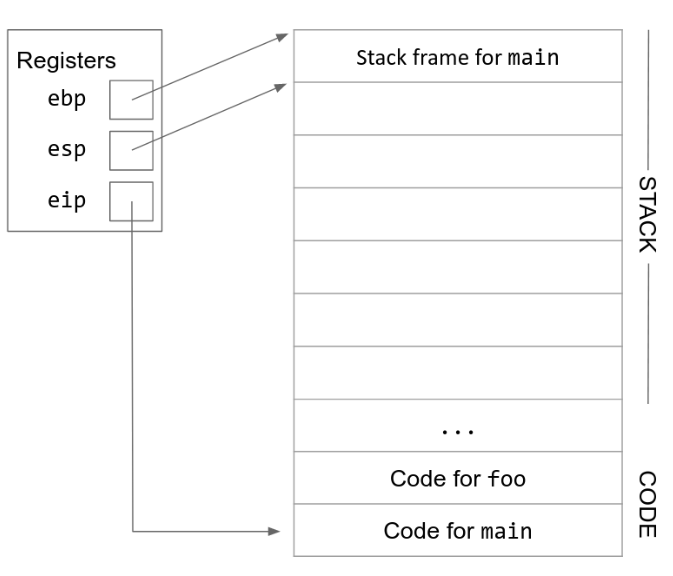 Registers
ebp
esp
eip
Stack frame for main
...
Code for foo
Code for main
STACK
CODE